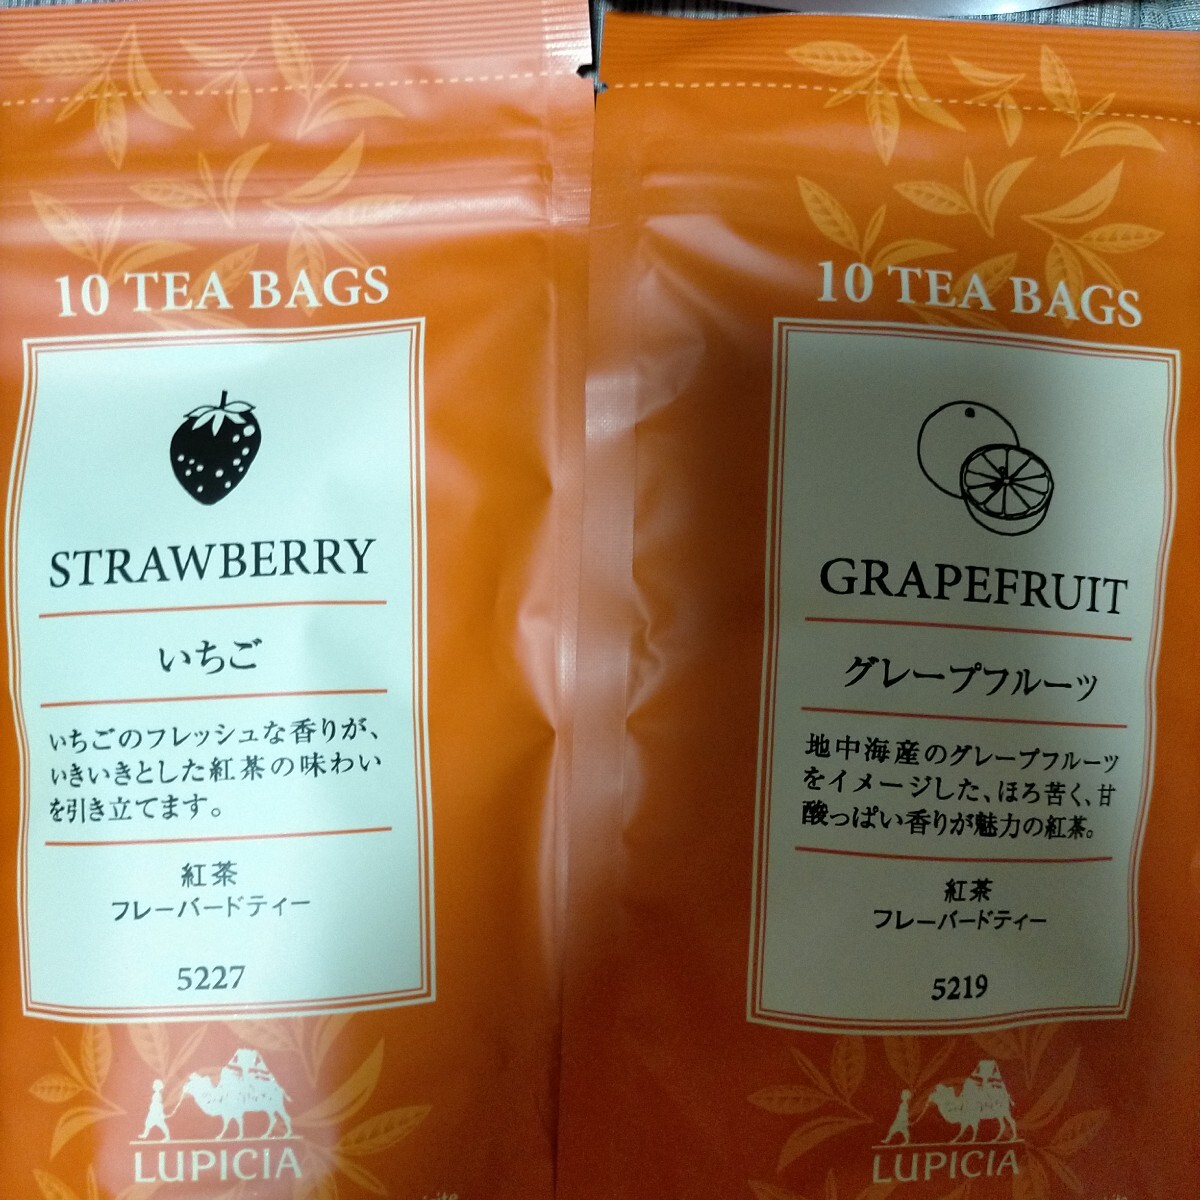 10 TEA BAGS
STRAWBERRY
いちご
いちごのフレッシュな香りが、
いきいきとした紅茶の味わい
を引き立てます。
紅茶
フレーバードティー
5227
LUPICIA
10 TEA BAGS
GRAPEFRUIT
グレープフルーツ
地中海産のグレープフルーツ
をイメージした、ほろ苦く、甘
酸っぱい香りが魅力の紅茶。
紅茶
フレーバードティー
5219
LUPICIA